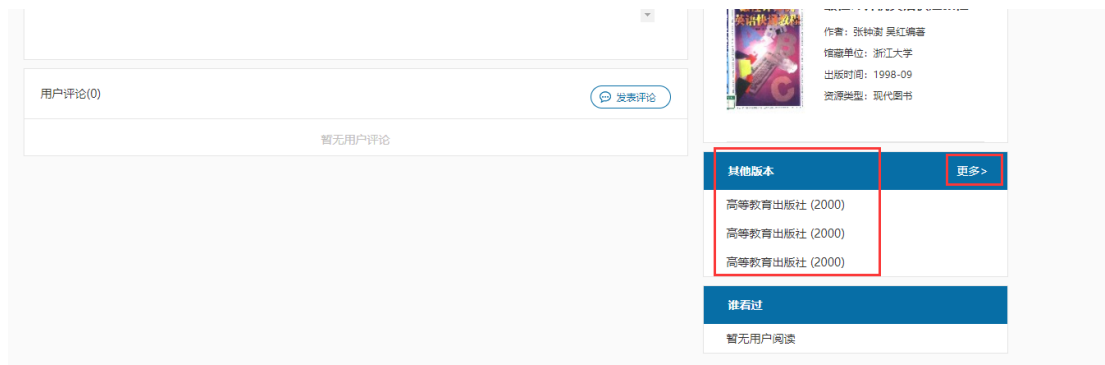 用户评论(0)
发表评论
暂无用户评论
英语快
作者：张钟澍 吴红编著
馆藏单位：浙江大学
出版时间：1998-09
资源类型：现代图书
其他版本
更多>
高等教育出版社 (2000)
高等教育出版社 (2000)
高等教育出版社 (2000)
谁看过
暂无用户阅读